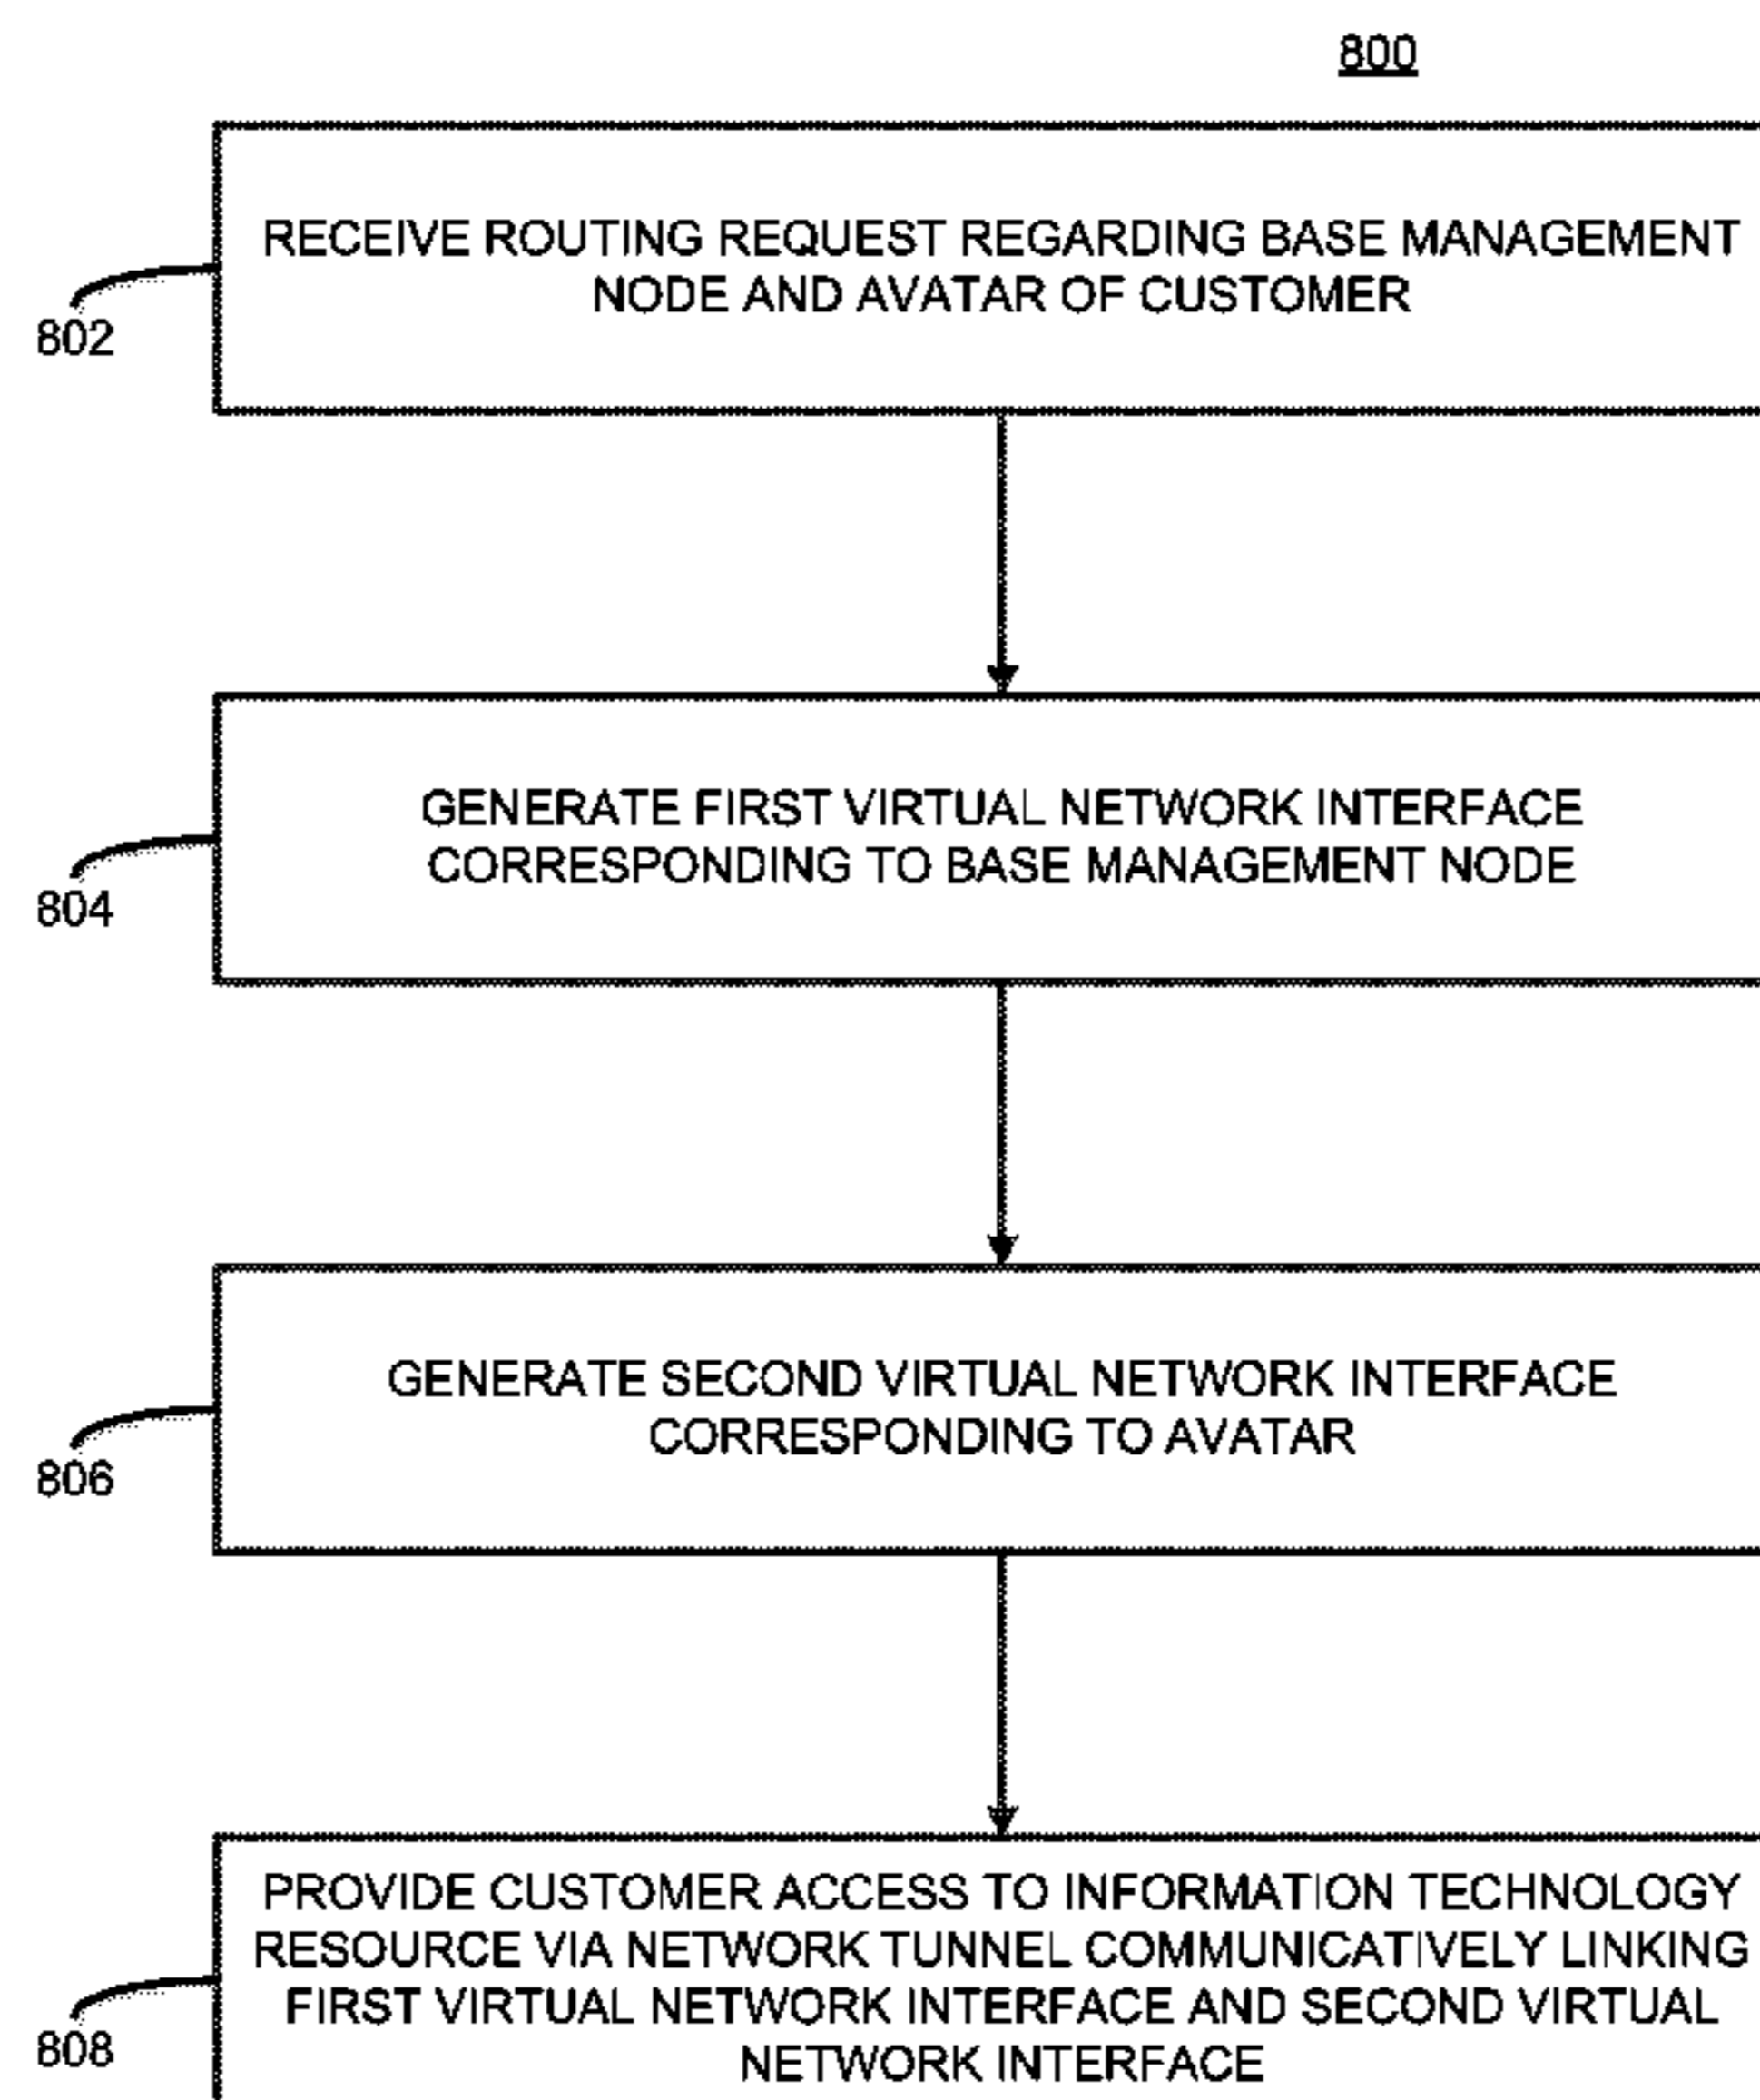 800
RECEIVE ROUTING REQUEST REGARDING BASE MANAGEMENT
NODE AND AVATAR OF CUSTOMER
802
GENERATE FIRST VIRTUAL NETWORK INTERFACE
CORRESPONDING TO BASE MANAGEMENT NODE
804
GENERATE SECOND VIRTUAL NETWORK INTERFACE
CORRESPONDING TO AVATAR
806
PROVIDE CUSTOMER ACCESS TO INFORMATION TECHNOLOGY
RESOURCE VIA NETWORK TUNNEL COMMUNICATIVELY LINKING
FIRST VIRTUAL NETWORK INTERFACE AND SECOND VIRTUAL
NETWORK INTERFACE
808